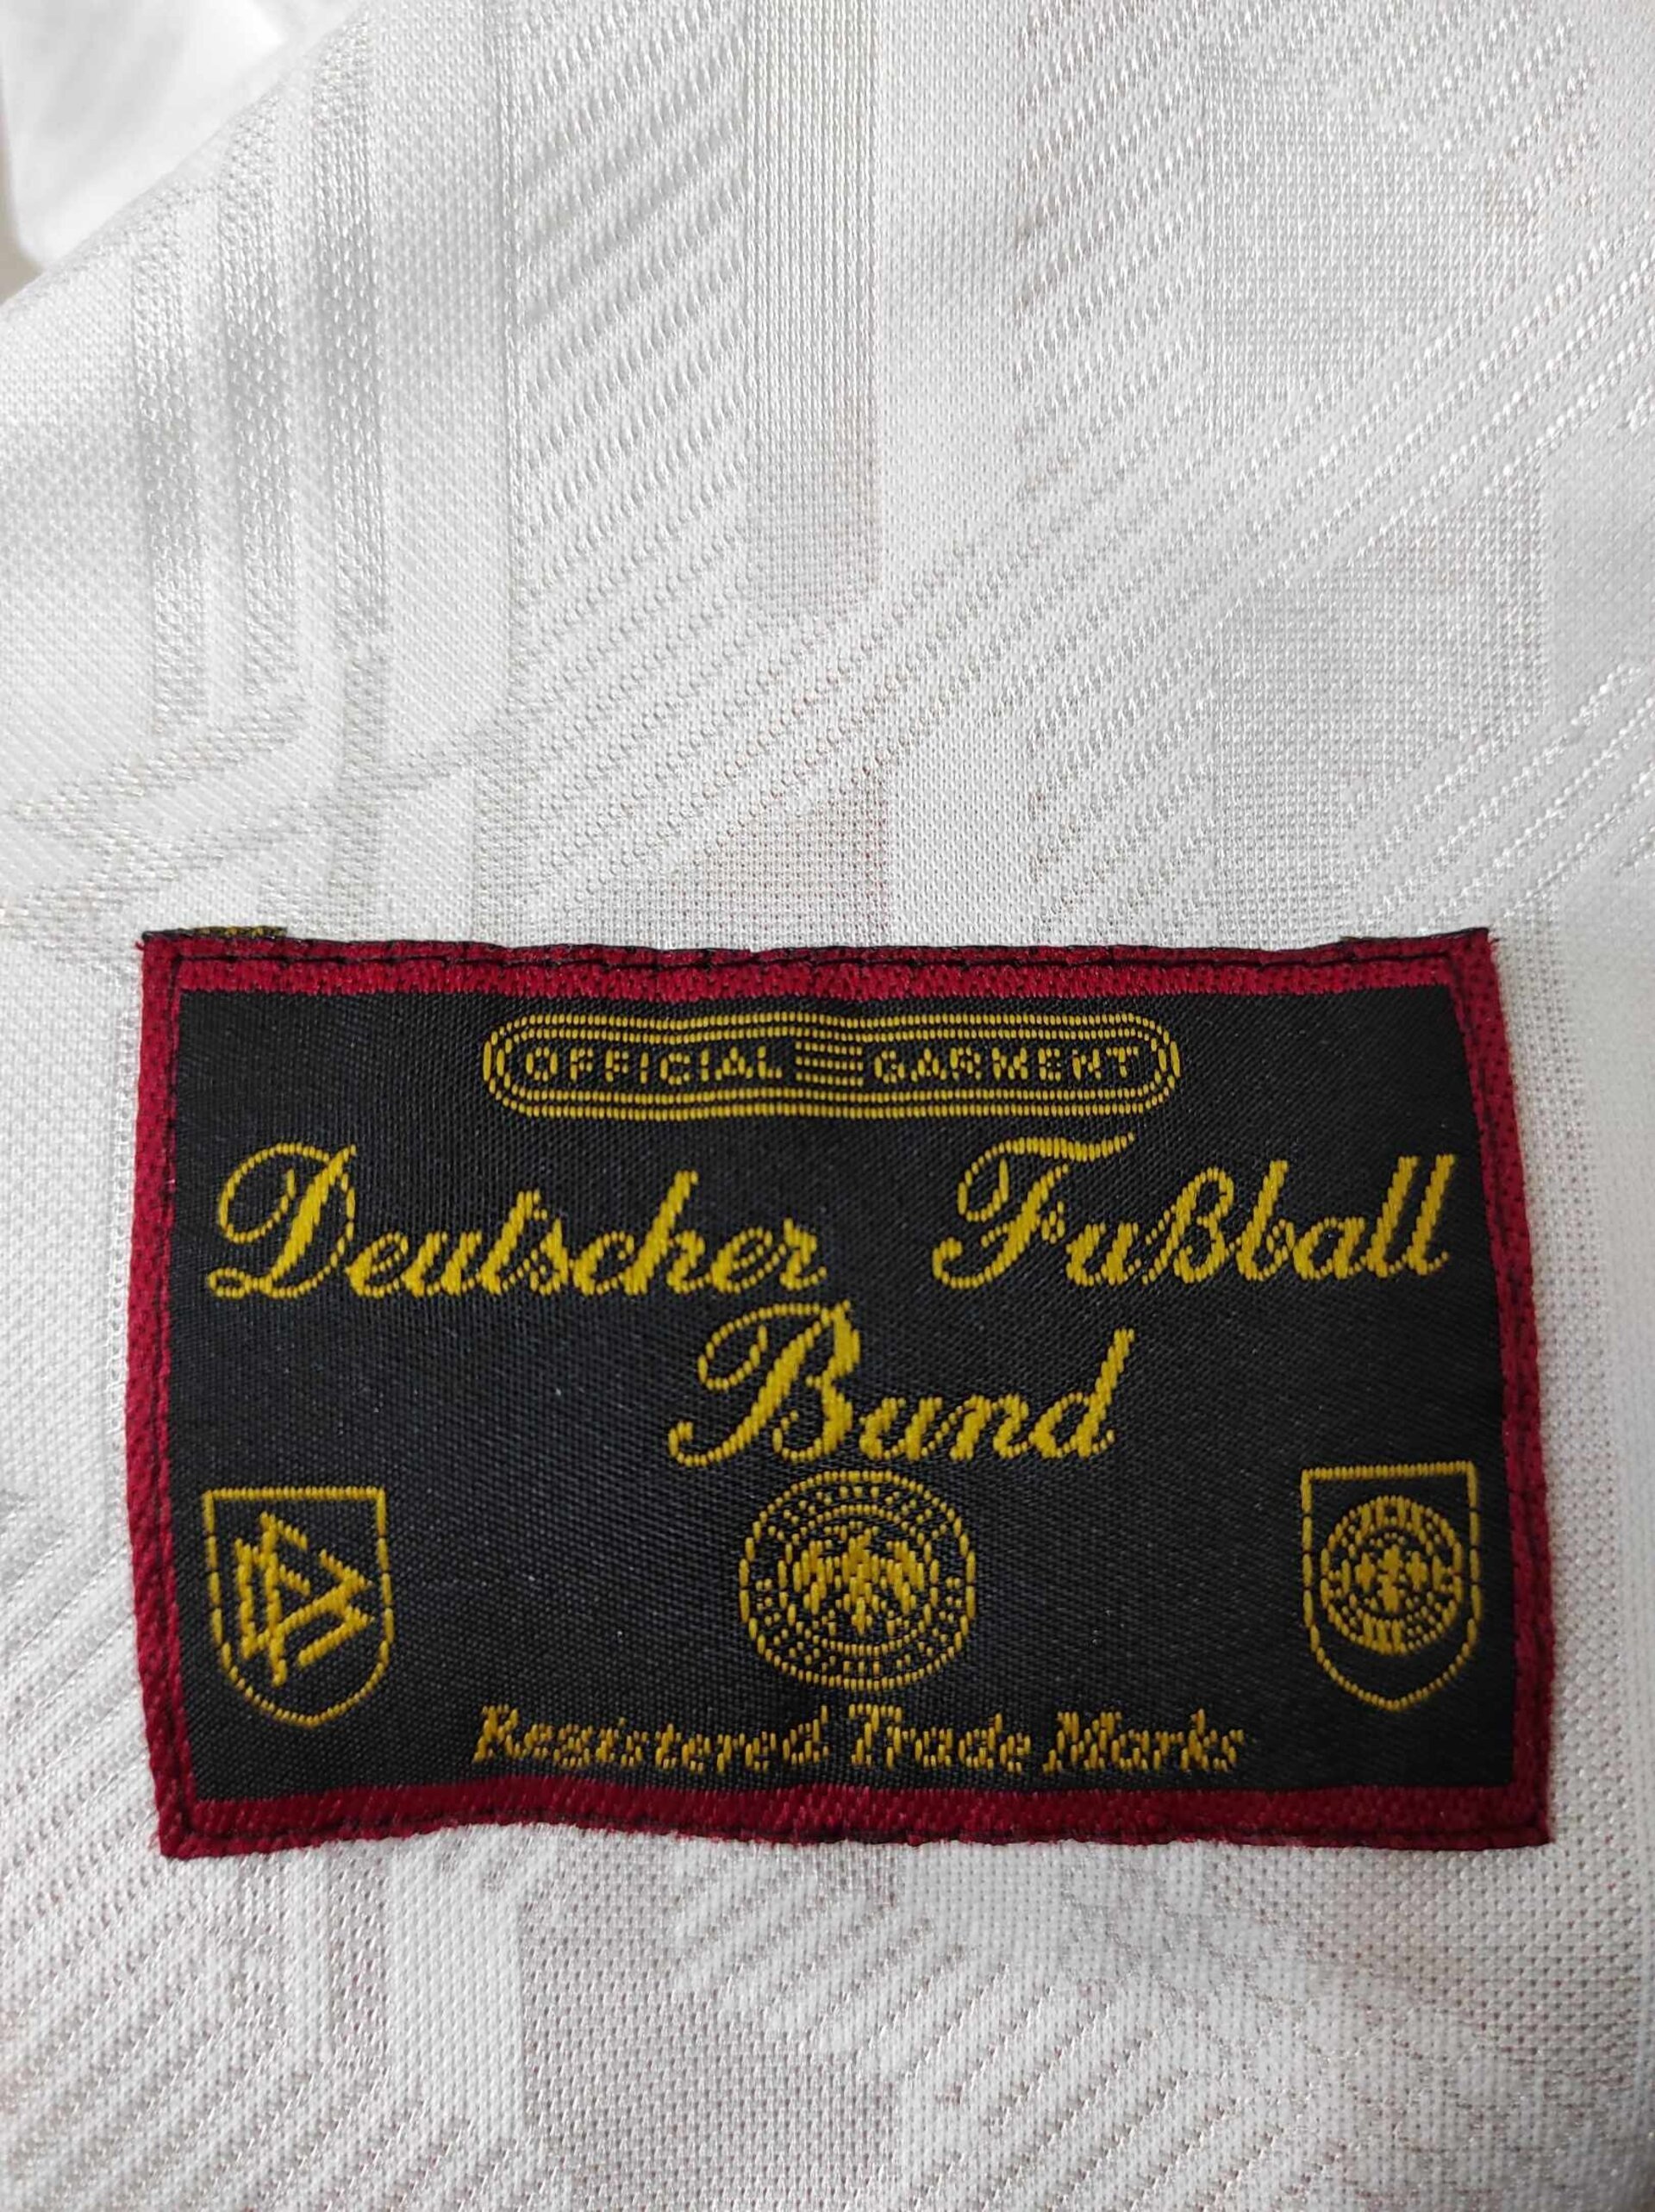 OFFICIAL GARMENT
Deutscher Fußball
Bund
Registered Trade Marks